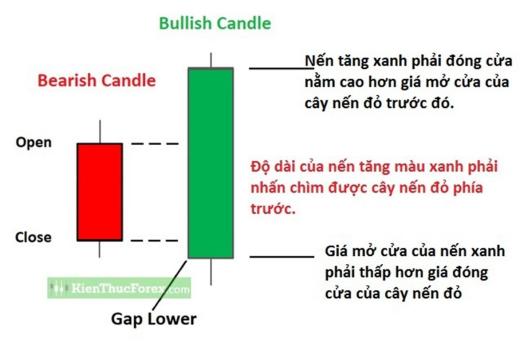 Bullish Candle
Bearish Candle
Open
Close
Gap Lower
KienThucForex.com
Nến tăng xanh phải đóng cửa
nằm cao hơn giá mở cửa của
cây nến đỏ trước đó.
Độ dài của nến tăng màu xanh phải
nhấn chìm được cây nến đỏ phía
trước.
Giá mở cửa của nến xanh
phải thấp hơn giá đóng
cửa của cây nến đỏ